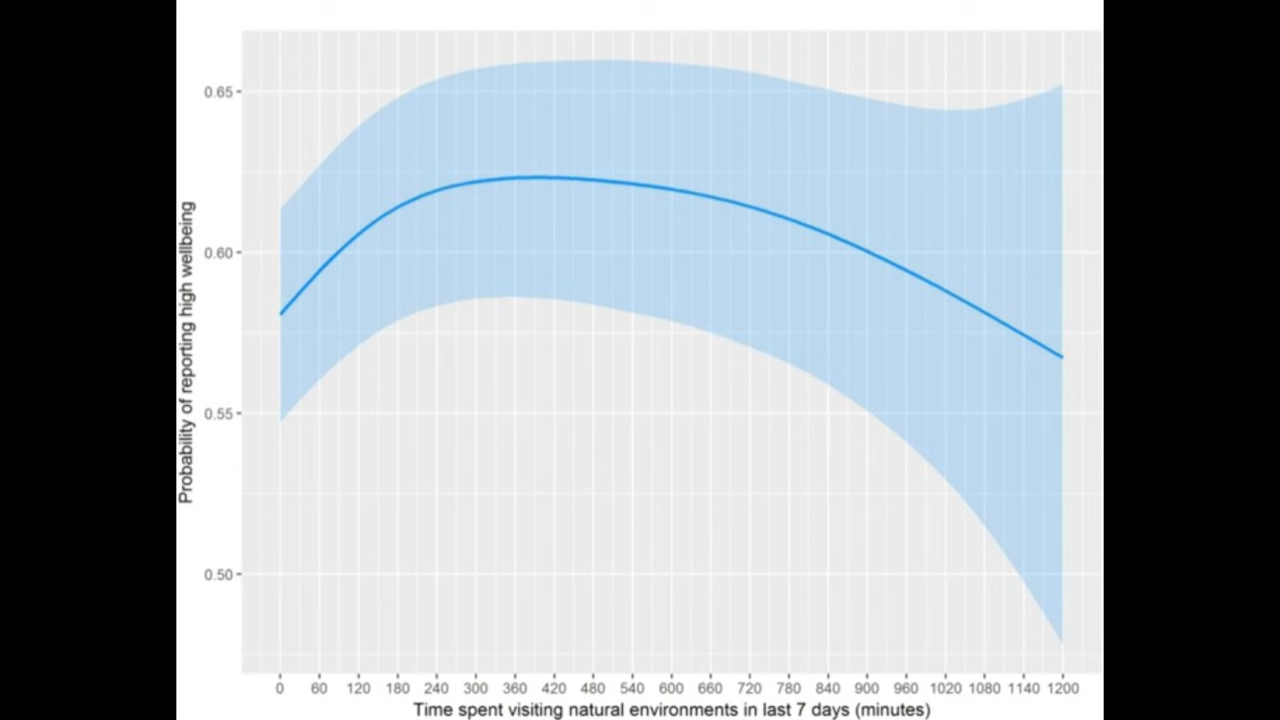 Probability of reporting high wellbeing
0.65
0.60
0.55
0.50
0 60 120 180 240 300 360 420 480 540 600 660 720 780 840 900 960 1020 1080 1140 1200
Time spent visiting natural environments in last 7 days (minutes)